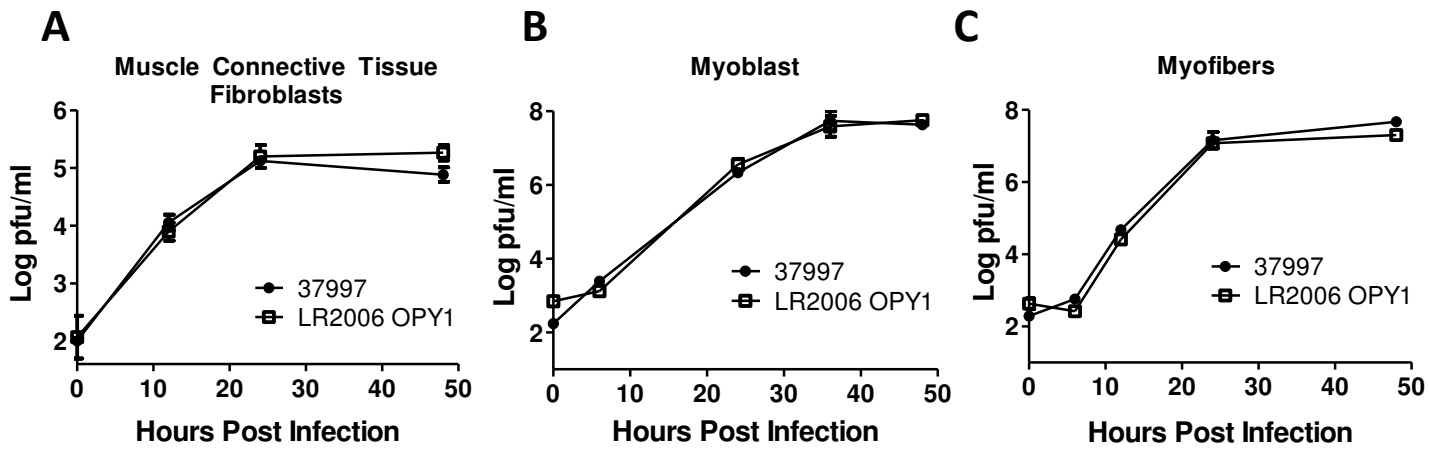 A
Muscle Connective Tissue
Fibroblasts
6
5
4
3
2
Log pfu/ml
37997
LR2006 OPY1
0 10 20 30 40 50
Hours Post Infection
B
Myoblast
8
6
4
2
Log pfu/ml
37997
LR2006 OPY1
0 10 20 30 40 50
Hours Post Infection
C
Myofibers
8
6
4
2
Log pfu/ml
37997
LR2006 OPY1
0 10 20 30 40 50
Hours Post Infection